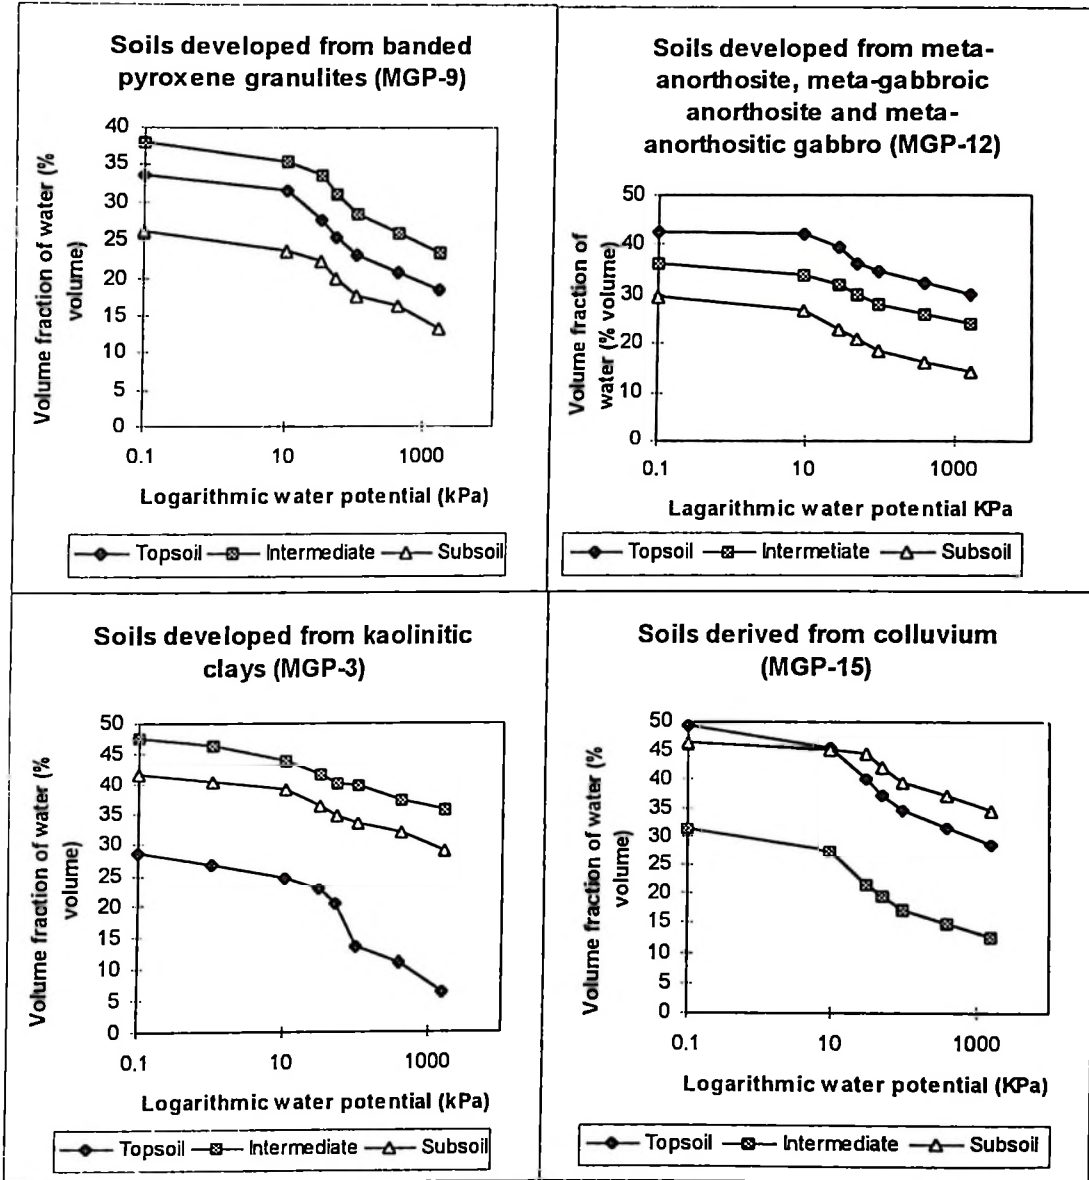 Soils developed from banded
pyroxene granulites (MGP-9)
Volume fraction of water (%
volume)
40
35
30
25
20
15
10
5
0
0.1
10
1000
Logarithmic water potential (kPa)
Topsoil
Intermediate
Subsoil
Soils developed from meta-
anorthosite, meta-gabbroic
anorthosite and meta-
anorthositic gabbro (MGP-12)
Volume fraction of
water (% volume)
50
40
30
20
10
0
0.1
10
1000
Lagarithmic water potential KPa
Topsoil
Intermetiate
Subsoil
Soils developed from kaolinitic
clays (MGP-3)
Volume fraction of water (%
volume)
50
45
40
35
30
25
20
15
10
5
0
0.1
10
1000
Logarithmic water potential (kPa)
Topsoil
Intermediate
Subsoil
Soils derived from colluvium
(MGP-15)
Volume fraction of water (%
volume)
50
45
40
35
30
25
20
15
10
5
0
0.1
10
1000
Logarithmic water potential (KPa)
Topsoil
Intermediate
Subsoil